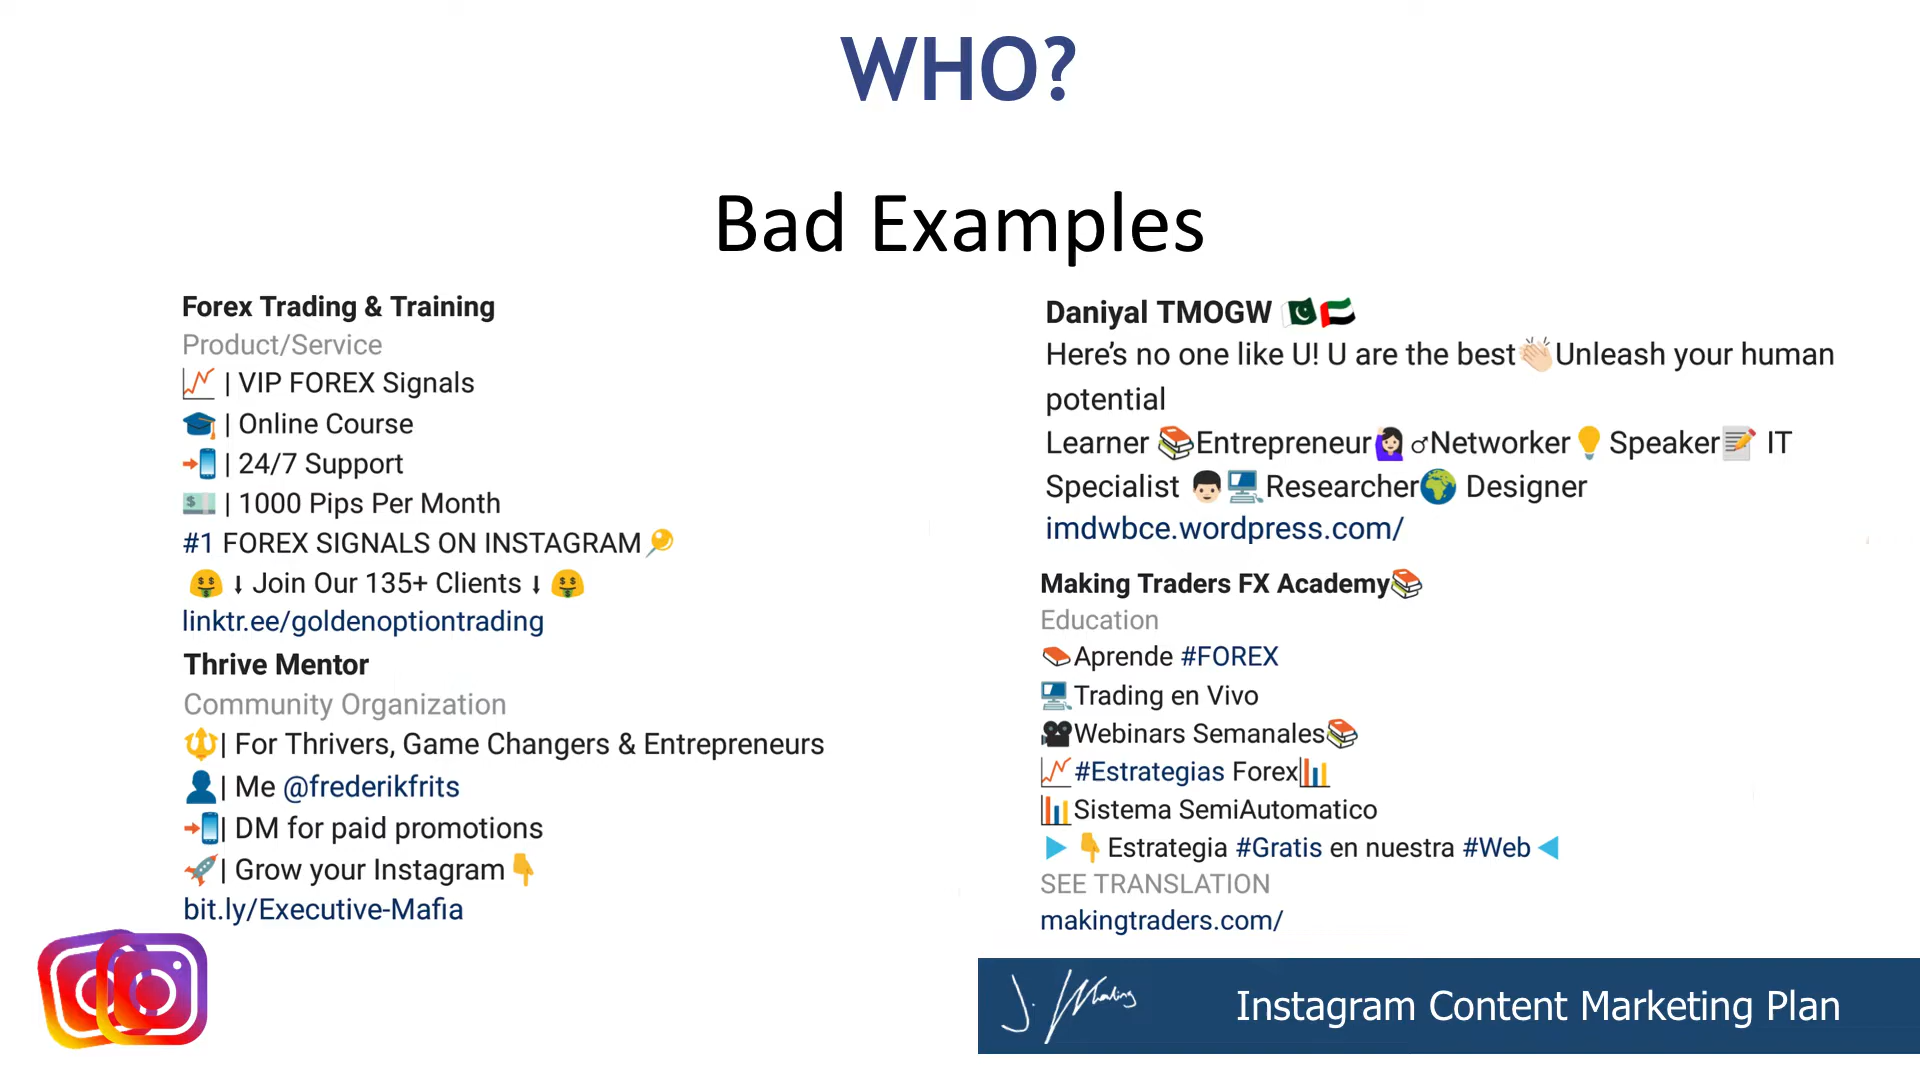 WHO?
Bad Examples
Forex Trading & Training
Product/Service
📈 | VIP FOREX Signals
🎓 | Online Course
📲 | 24/7 Support
💵 | 1000 Pips Per Month
#1 FOREX SIGNALS ON INSTAGRAM🔎
🤑⭣Join Our 135+ Clients⭣🤑
linktr.ee/goldenoptiontrading
Thrive Mentor
Community Organization
🔱| For Thrivers, Game Changers & Entrepreneurs
👤| Me @frederikfrits
📲| DM for paid promotions
🚀| Grow your Instagram👇
bit.ly/Executive-Mafia
Daniyal TMOGW 🇵🇰🇦🇪
Here's no one like U! U are the best👏🏻Unleash your human
potential
Learner 📚Entrepreneur🙋🏻♂Networker💡Speaker📝 IT
Specialist 👨🏻💻Researcher🌍 Designer
imdwbce.wordpress.com/
Making Traders FX Academy📚
Education
📕Aprende #FOREX
💻Trading en Vivo
🎥Webinars Semanales📚
📈#Estrategias Forex📊
📊Sistema SemiAutomatico
▶👇Estrategia #Gratis en nuestra #Web◀
SEE TRANSLATION
makingtraders.com/
Instagram Content Marketing Plan